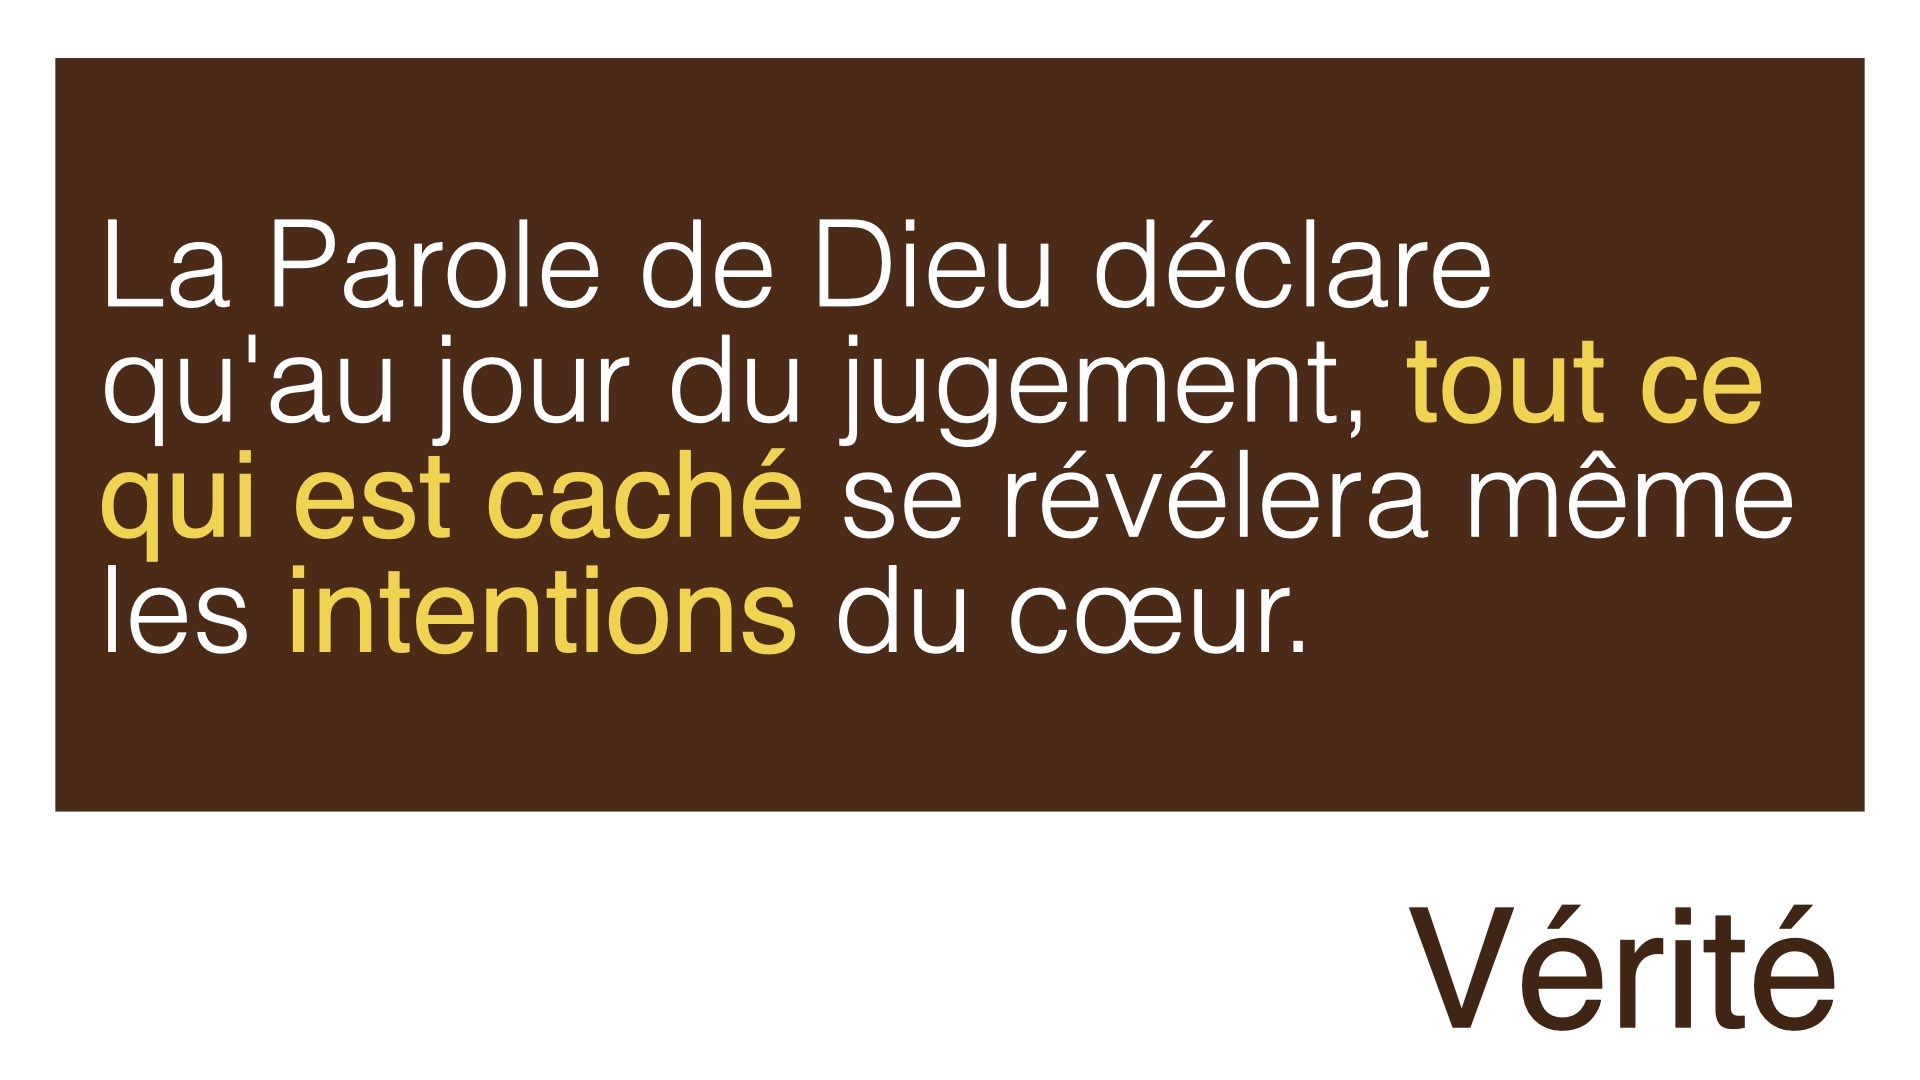 La Parole de Dieu déclare
qu'au jour du jugement, tout ce
qui est caché se révélera même
les intentions du cœur.
Vérité